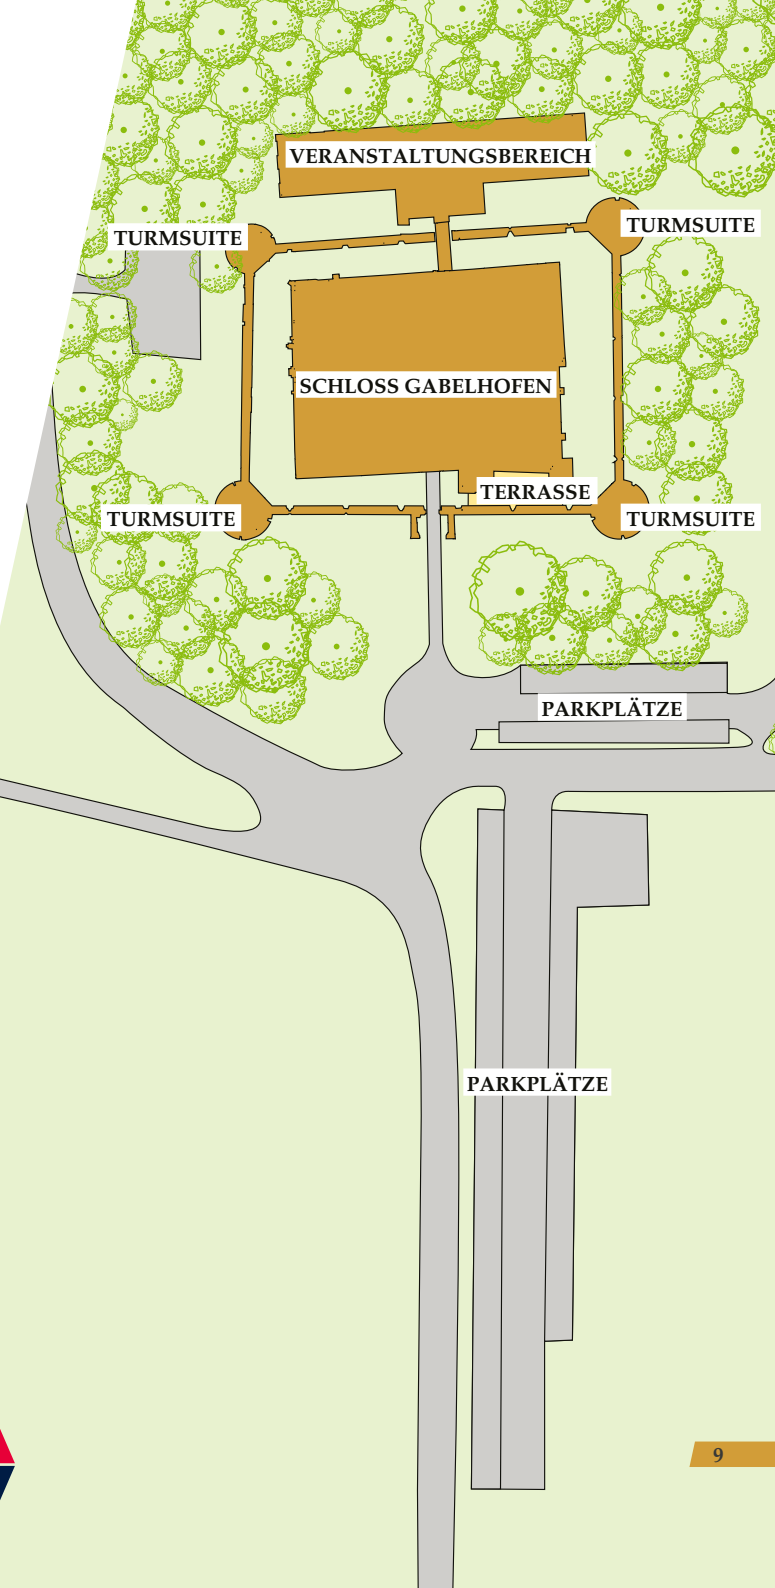 VERANSTALTUNGSBEREICH
TURMSUITE
TURMSUITE
SCHLOSS GABELHOFEN
TERRASSE
TURMSUITE
TURMSUITE
PARKPLÄTZE
PARKPLÄTZE
9